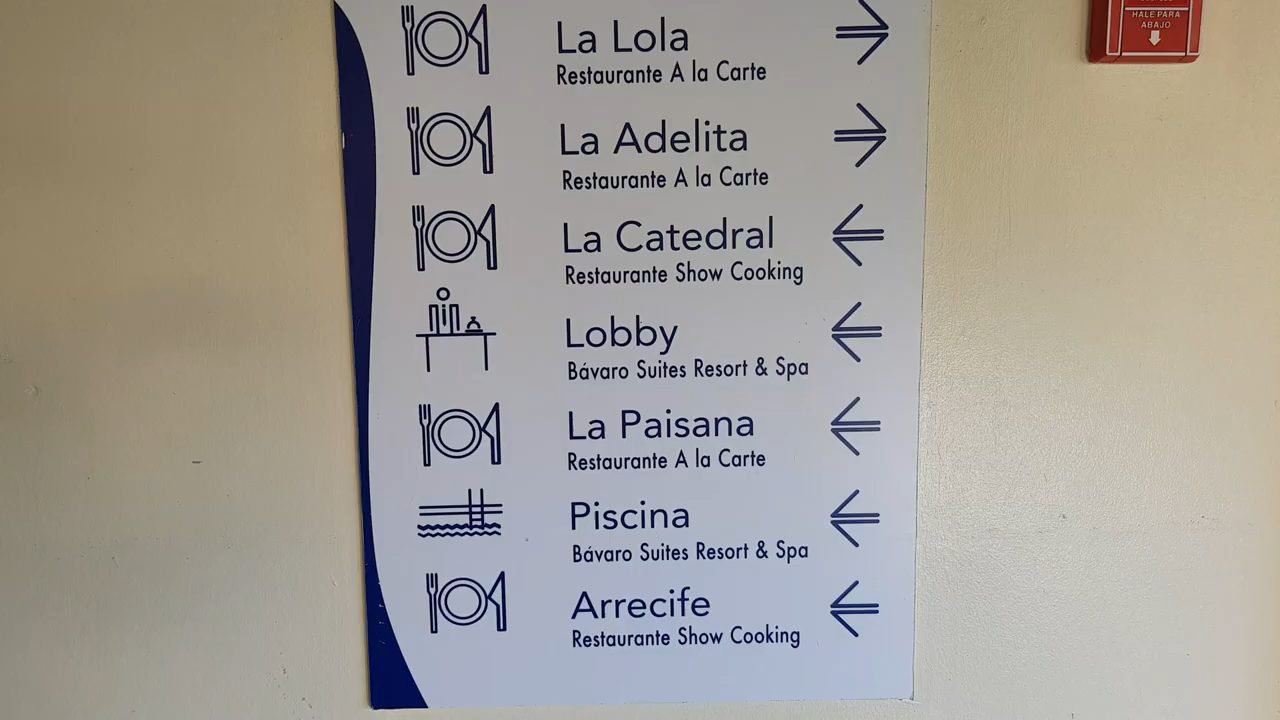 La Lola
Restaurante A la Carte
La Adelita
Restaurante A la Carte
La Catedral
Restaurante Show Cooking
Lobby
Bávaro Suites Resort & Spa
La Paisana
Restaurante A la Carte
Piscina
Bávaro Suites Resort & Spa
Arrecife
Restaurante Show Cooking
HALE PARA
ABAJO